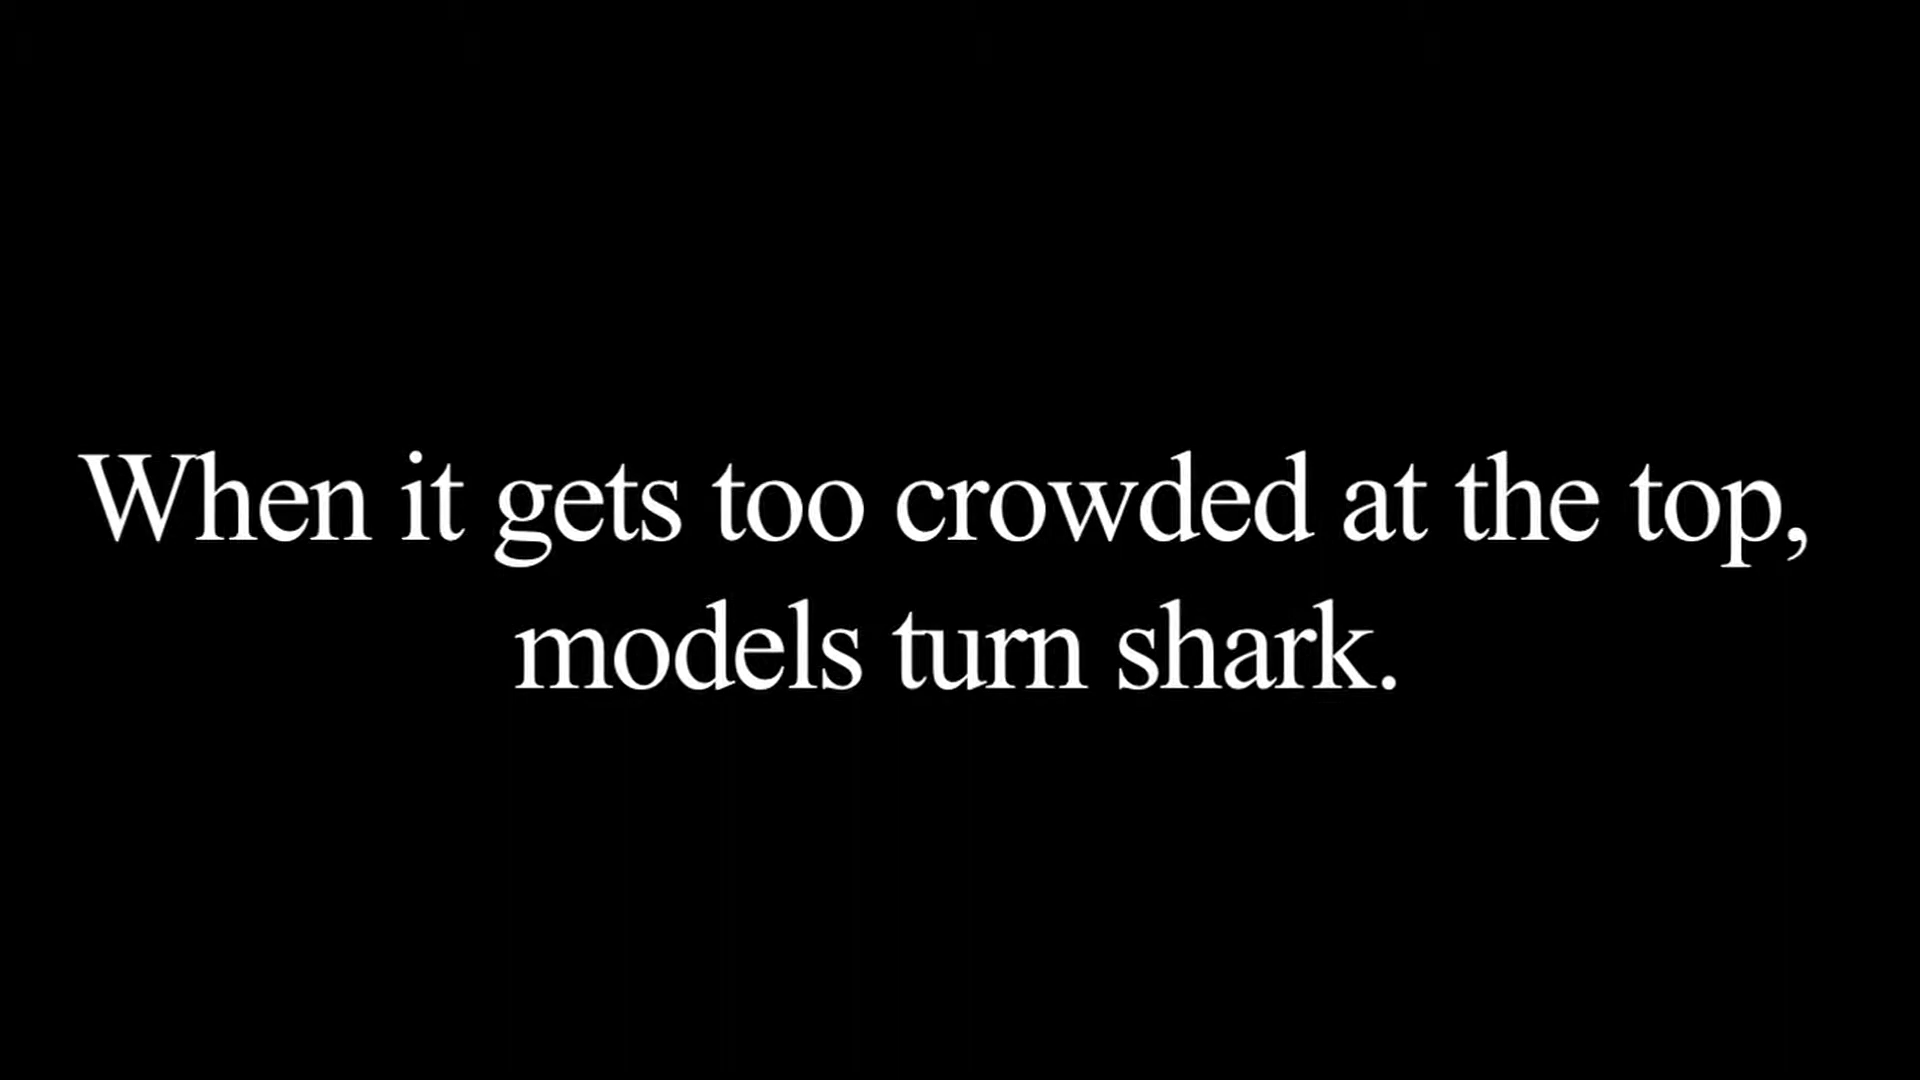 When it gets too crowded at the top,
models turn shark.